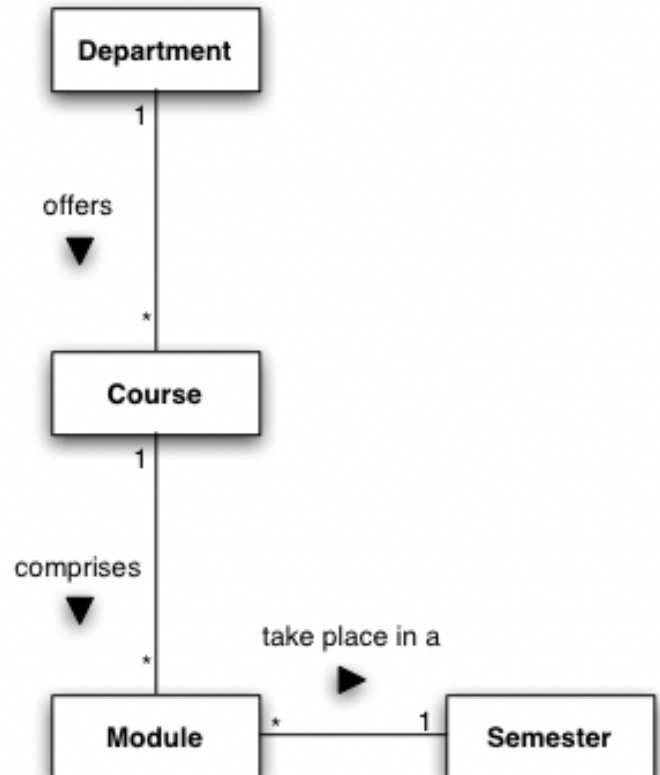 Department
1
offers
*
Course
1
comprises
*
take place in a
Module
*
1
Semester